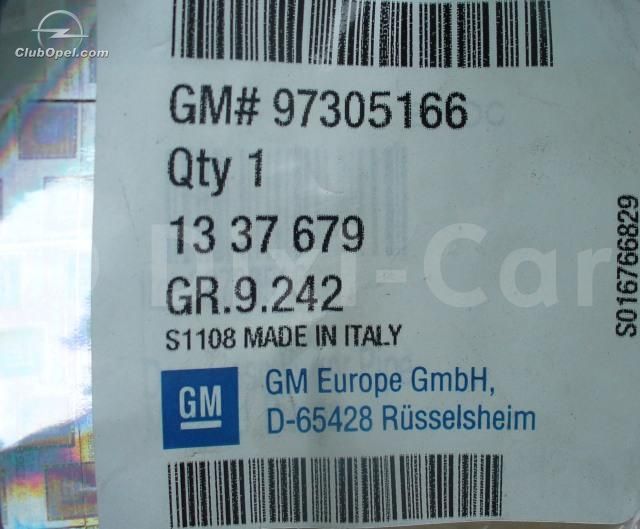 ClubOpel.com
GM# 97305166
Qty 1
13 37 679
GR.9.242
S1108 MADE IN ITALY
GM
GM Europe GmbH,
D-65428 Rüsselsheim
S016766829